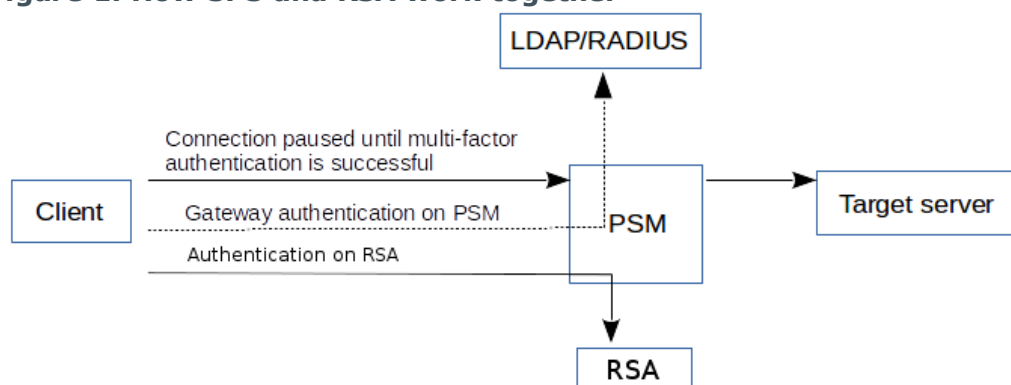 LDAP/RADIUS
Connection paused until multi-factor
authentication is successful
Client
Gateway authentication on PSM
PSM
Target server
Authentication on RSA
RSA